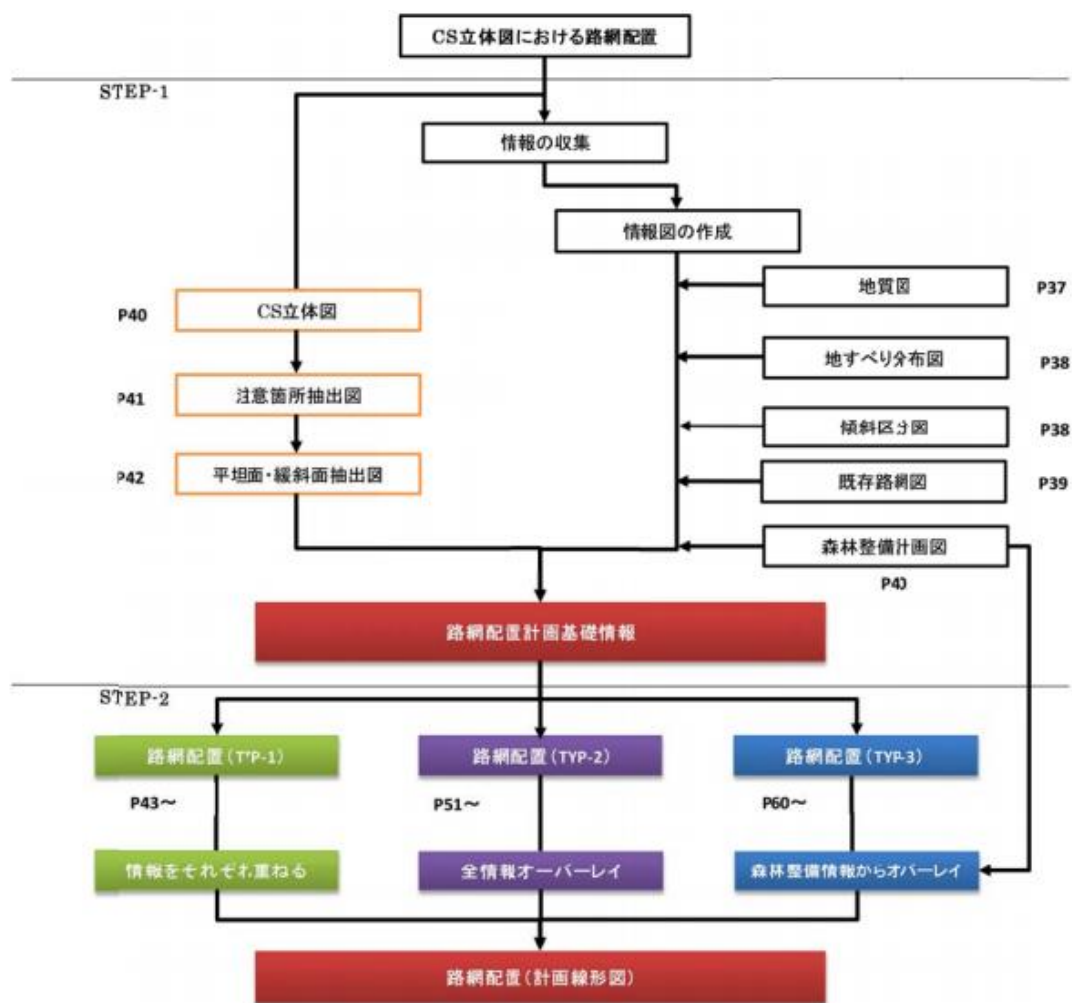 CS立体図における路網配置
STEP-1
情報の収集
情報図の作成
地質図
P37
P40
CS立体図
地すべり分布図
P38
P41
注意箇所抽出図
傾斜区分図
P38
P42
平坦面・緩斜面抽出図
既存路網図
P39
森林整備計画図
P40
路網配置計画基礎情報
STEP-2
路網配置(TYP-1)
路網配置(TYP-2)
路網配置(TYP-3)
P43～
P51～
P60～
情報をそれぞれ重ねる
全情報オーバーレイ
森林整備情報からオバーレイ
路網配置(計画線形図)